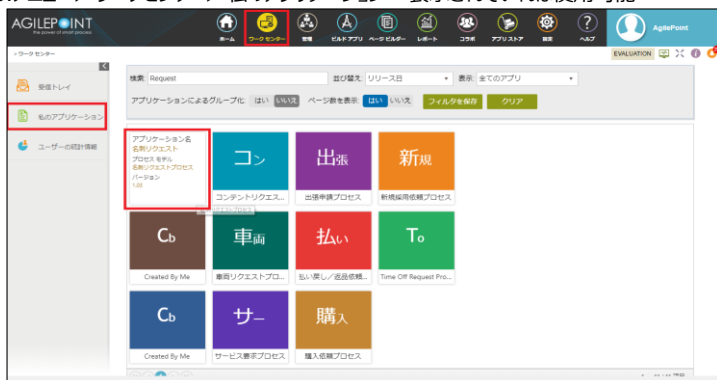 AGILEPOINT
The power of smart process
ホーム
ワークセンター
管理
ビルド アプリ
ページ ビルダー
レポート
コラボ
アプリ ストア
設定
ヘルプ
AgilePoint
> ワーク センター
EVALUATION
受信トレイ
私のアプリケーション
ユーザーの統計情報
検索: Request
並び替え: リリース日
表示: 全てのアプリ
アプリケーションによるグループ化: はい いいえ
ページ数を表示: はい いいえ
フィルタを保存
クリア
アプリケーション名
名刺リクエスト
プロセス モデル
名刺リクエストプロセス
バージョン
1.00
コン
コンテントリクエス...
出張
出張申請プロセス
新規
新規採用依頼プロセス
Cb
Created By Me
車両
車両リクエストプロ...
払い
払い戻し／返品依頼...
To
Time Off Request Pro...
Cb
Created By Me
サー
サービス要求プロセス
購入
購入依頼プロセス